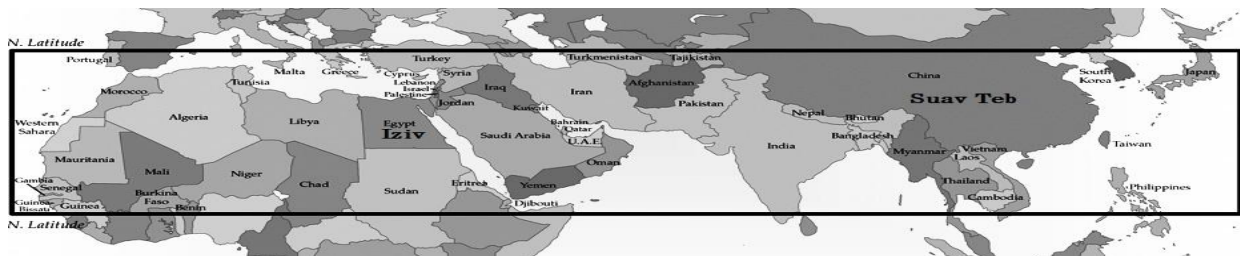 N. Latitude
Portugal
Malta
Greece
Turkey
Turkmenistan
Tajikistan
Tunisia
Cyprus
Syria
Lebanon
Israel
Palestine
Morocco
Jordan
Iraq
Kuwait
Iran
Afghanistan
Pakistan
China
Suav Teb
South
Korea
Japan
Western
Sahara
Algeria
Libya
Egypt
Iziv
Bahrain
Qatar
U.A.E.
Saudi Arabia
Oman
Nepal
Bhutan
Bangladesh
India
Myanmar
Vietnam
Laos
Taiwan
Mauritania
Mali
Niger
Chad
Sudan
Eritrea
Yemen
Djibouti
Thailand
Cambodia
Philippines
Gambia
Senegal
Guinea-
Bissau
Guinea
Burkina
Faso
Benin
N. Latitude